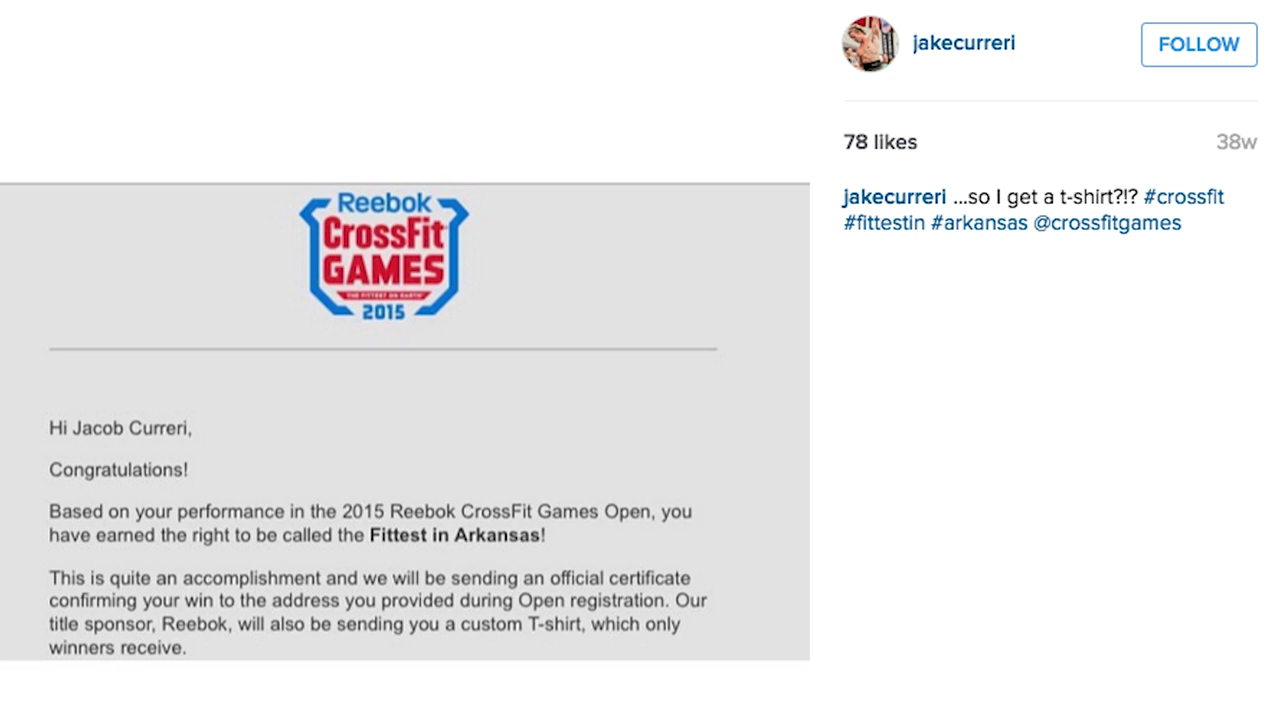 jakecurreri
FOLLOW
78 likes
38w
jakecurreri ...so I get a t-shirt?!? #crossfit
#fittestin #arkansas @crossfitgames
Reebok
CrossFit
GAMES
THE FITTEST ON EARTH
2015
Hi Jacob Curreri,
Congratulations!
Based on your performance in the 2015 Reebok CrossFit Games Open, you
have earned the right to be called the Fittest in Arkansas!
This is quite an accomplishment and we will be sending an official certificate
confirming your win to the address you provided during Open registration. Our
title sponsor, Reebok, will also be sending you a custom T-shirt, which only
winners receive.